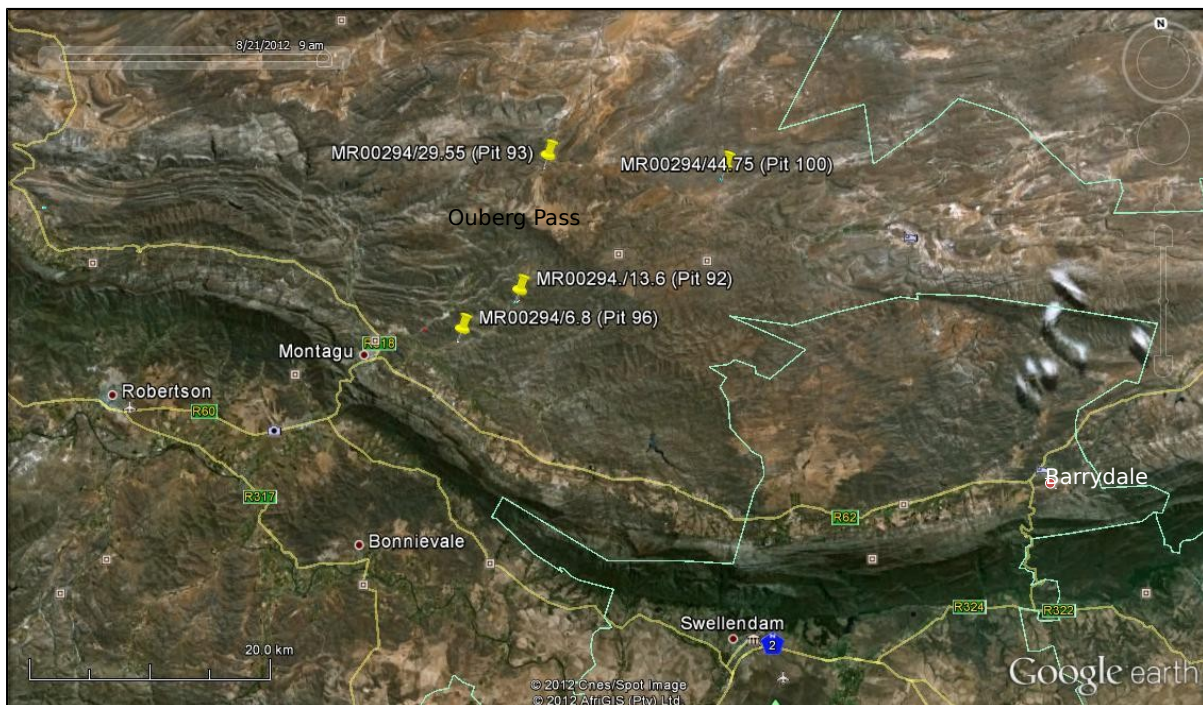 N
8/21/2012 9 am
MR00294/29.55 (Pit 93)
MR00294/44.75 (Pit 100)
Ouberg Pass
MR00294./13.6 (Pit 92)
MR00294/6.8 (Pit 96)
R318
Montagu
Robertson
R60
Barrydale
R317
R62
Bonnievale
R324
R322
Swellendam
2
20.0 km
Google earth
© 2012 Cnes/Spot Image
© 2012 AfriGIS (Pty) Ltd.